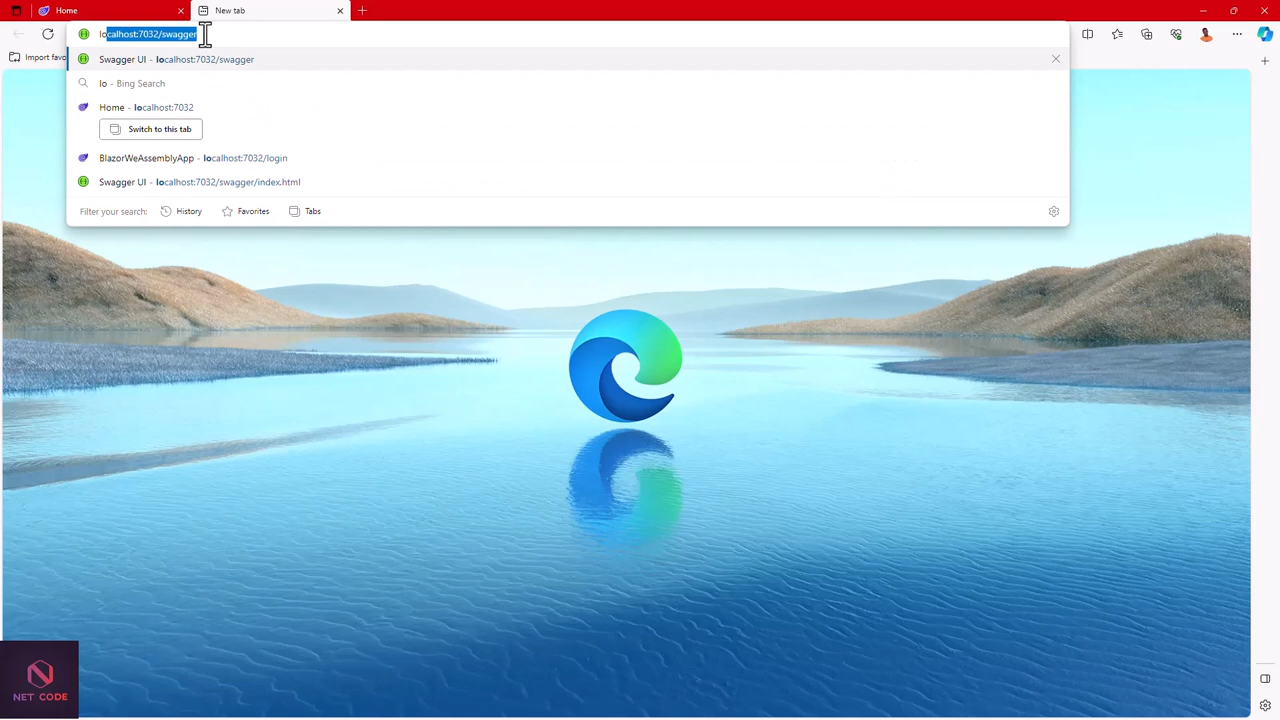 Home
New tab
localhost:7032/swagger
Import favo
Swagger UI - localhost:7032/swagger
lo - Bing Search
Home - localhost:7032
Switch to this tab
BlazorWeAssemblyApp - localhost:7032/login
Swagger UI - localhost:7032/swagger/index.html
Filter your search: History Favorites Tabs
NET CODE